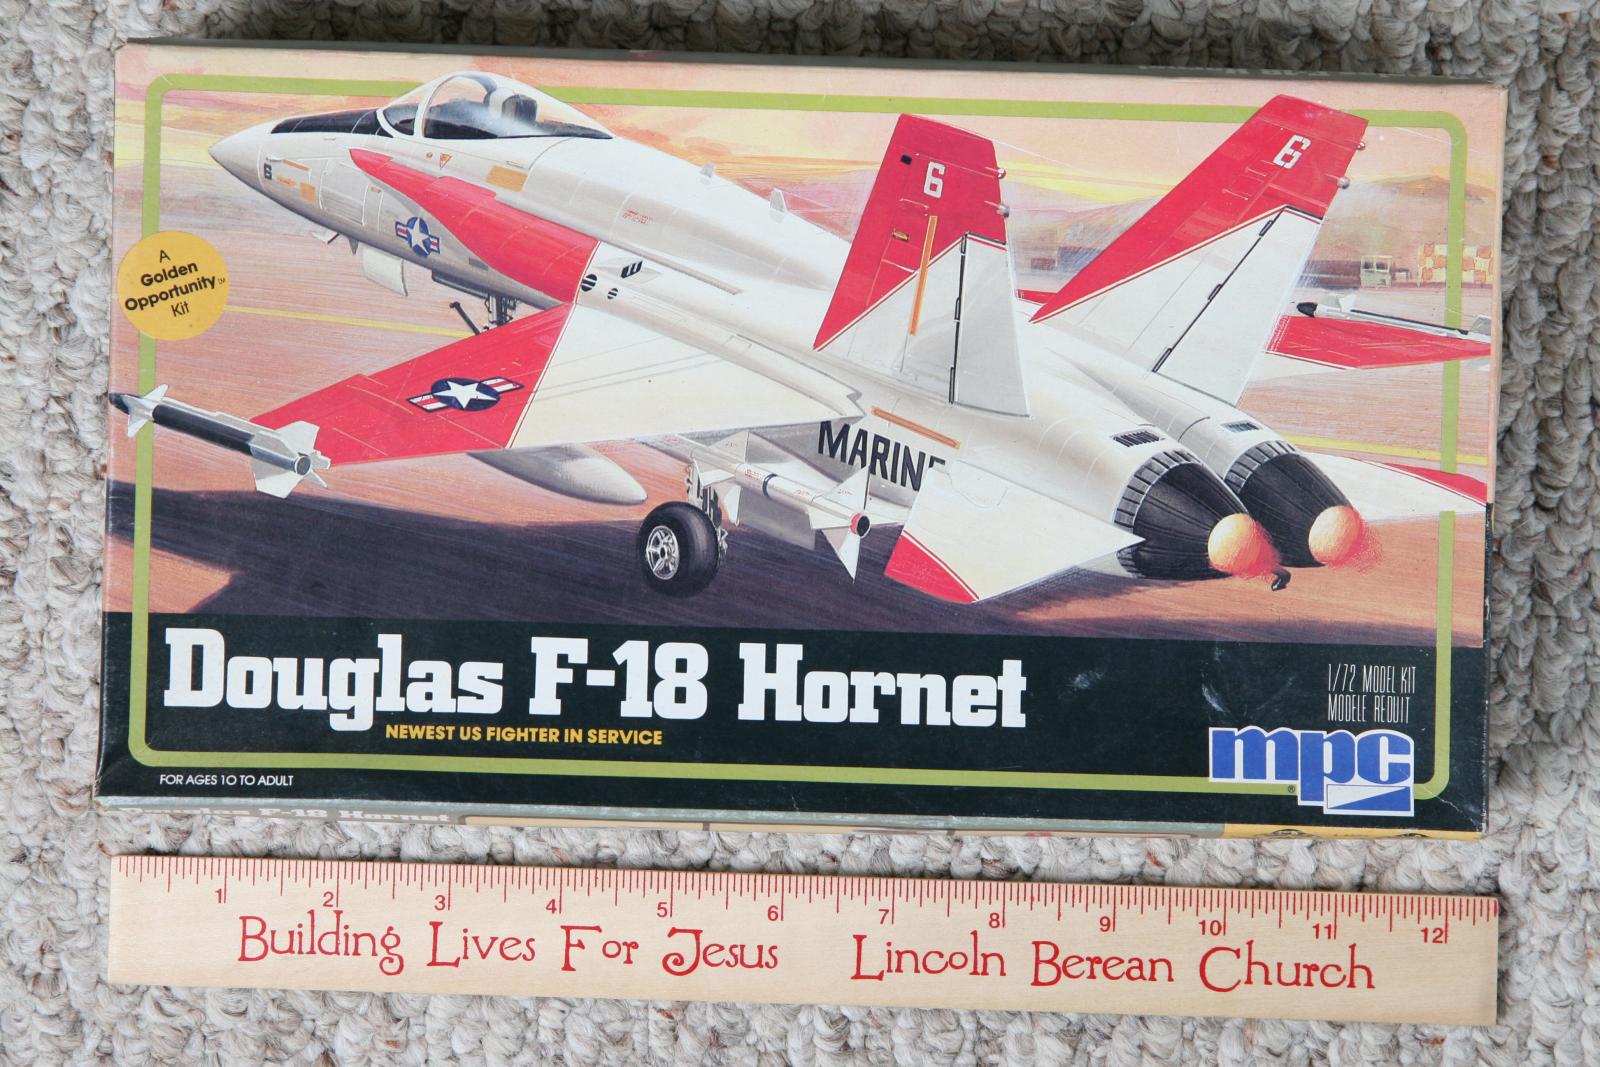 6
6
6
A
Golden
Opportunity™
Kit
MARINE
Douglas F-18 Hornet
NEWEST US FIGHTER IN SERVICE
FOR AGES 10 TO ADULT
1/72 MODEL KIT
MODELE REDUIT
mpc®
F-18 Hornet
1 2 3 4 5 6 7 8 9 10 11 12
Building Lives For Jesus Lincoln Berean Church